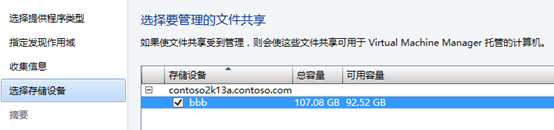 选择提供程序类型
指定发现作用域
收集信息
选择存储设备
摘要
选择要管理的文件共享
如果使文件共享受到管理，则会使这些文件共享可用于 Virtual Machine Manager 托管的计算机。
存储设备 总容量 可用容量
contoso2k13a.contoso.com
bbb 107.08 GB 92.52 GB